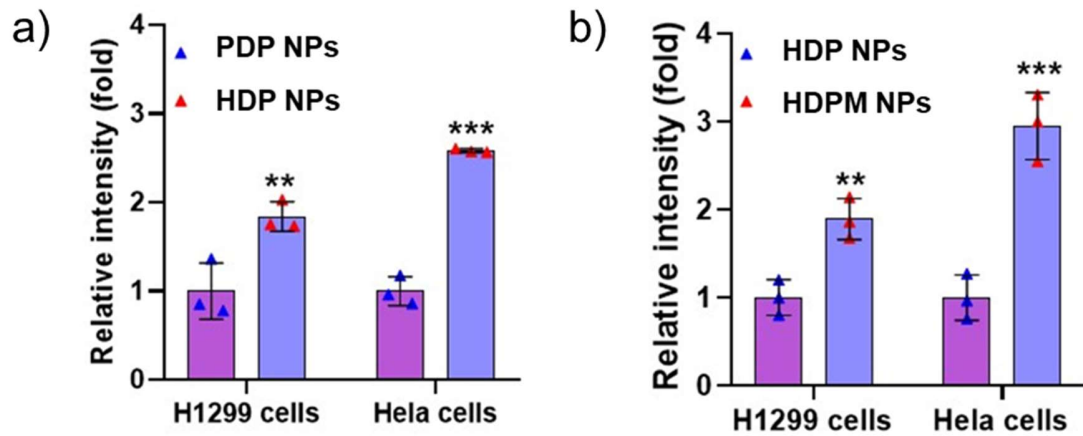 a)
Relative intensity (fold)
4
3
2
1
0
PDP NPs
HDP NPs
**
***
H1299 cells
Hela cells
b)
Relative intensity (fold)
4
3
2
1
0
HDP NPs
HDPM NPs
**
***
H1299 cells
Hela cells